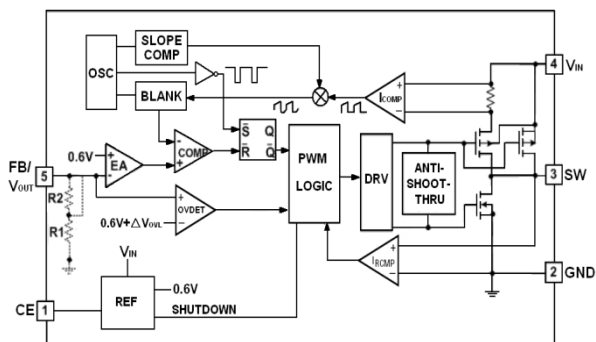 SLOPE
COMP
OSC
BLANK
4
VIN
+
ICOMP
-
S̅ Q
R̅ Q̅
-
COMP
+
0.6V
+
EA
-
FB/
VOUT
5
R2
R1
PWM
LOGIC
DRV
ANTI-
SHOOT-
THRU
3
SW
+
OVDET
-
0.6V+ΔVOVL
+
IRCMP
-
2
GND
VIN
0.6V
CE
1
REF
SHUTDOWN